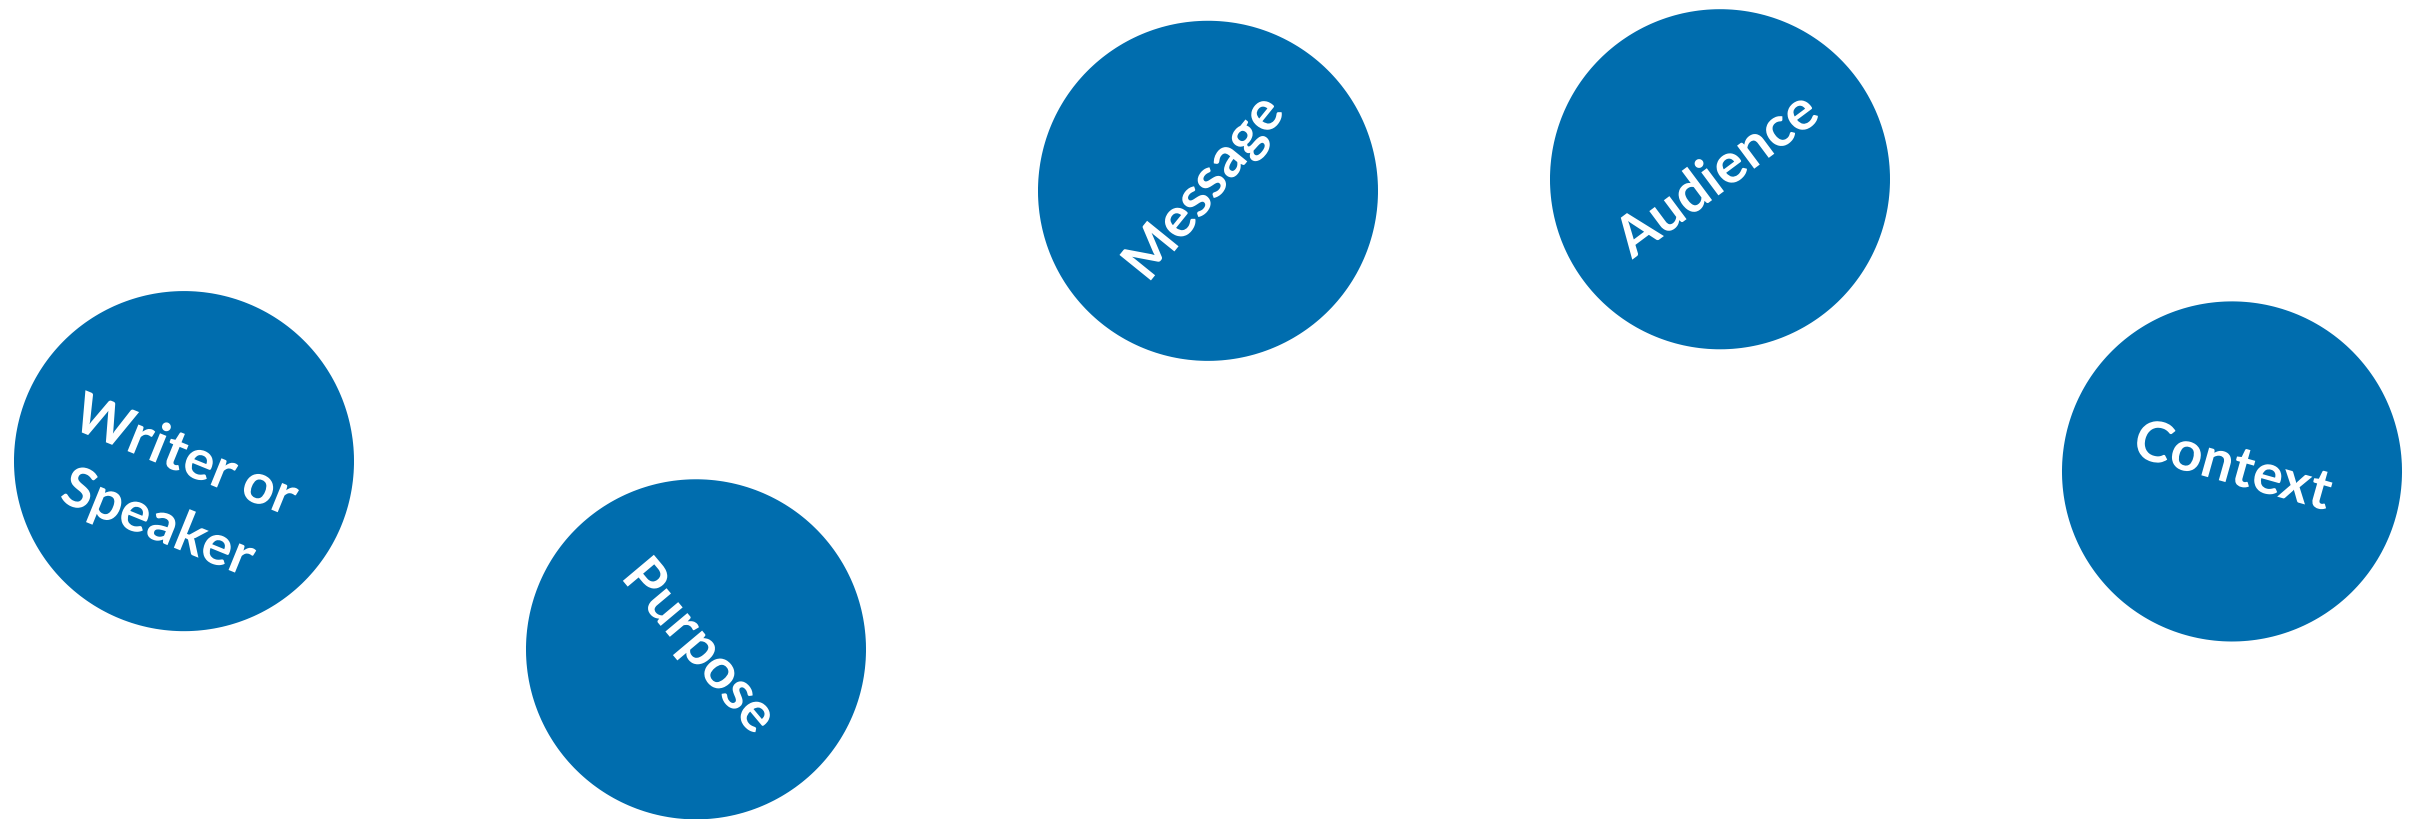 Writer or
Speaker
Purpose
Message
Audience
Context